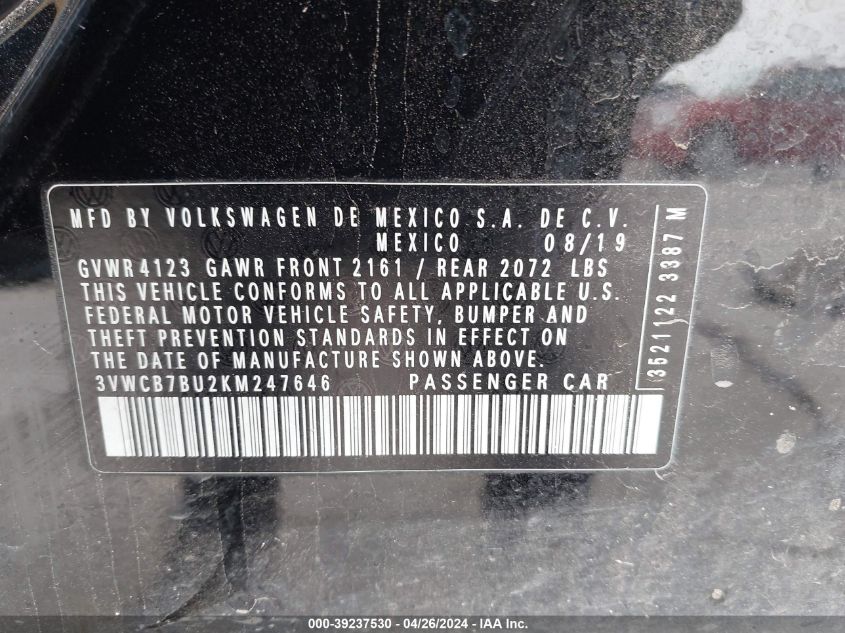 MFD BY VOLKSWAGEN DE MEXICO S.A. DE C.V.
MEXICO 08/19
GVWR 4123 GAWR FRONT 2161 / REAR 2072 LBS
THIS VEHICLE CONFORMS TO ALL APPLICABLE U.S.
FEDERAL MOTOR VEHICLE SAFETY, BUMPER AND
THEFT PREVENTION STANDARDS IN EFFECT ON
THE DATE OF MANUFACTURE SHOWN ABOVE.
3VWCB7BU2KM247646 PASSENGER CAR
3521122 3387 M
000-39237530 - 04/26/2024 - IAA Inc.